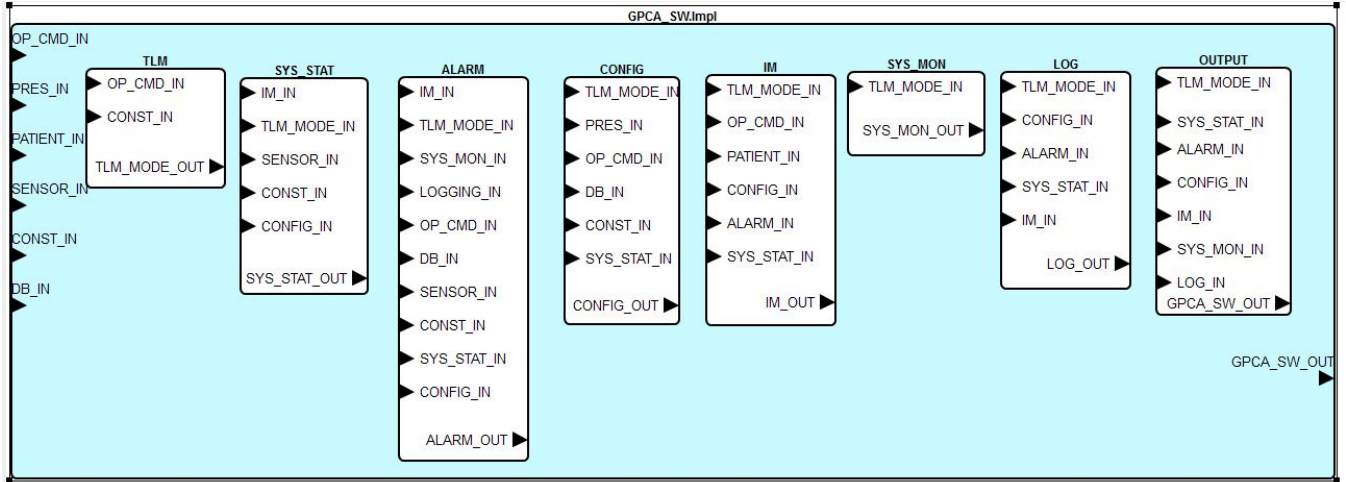 GPCA_SW.Impl
OP_CMD_IN
PRES_IN
PATIENT_IN
SENSOR_IN
CONST_IN
DB_IN
TLM
OP_CMD_IN
CONST_IN
TLM_MODE_OUT
SYS_STAT
IM_IN
TLM_MODE_IN
SENSOR_IN
CONST_IN
CONFIG_IN
SYS_STAT_OUT
ALARM
IM_IN
TLM_MODE_IN
SYS_MON_IN
LOGGING_IN
OP_CMD_IN
DB_IN
SENSOR_IN
CONST_IN
SYS_STAT_IN
CONFIG_IN
ALARM_OUT
CONFIG
TLM_MODE_IN
PRES_IN
OP_CMD_IN
DB_IN
CONST_IN
SYS_STAT_IN
CONFIG_OUT
IM
TLM_MODE_IN
OP_CMD_IN
PATIENT_IN
CONFIG_IN
ALARM_IN
SYS_STAT_IN
IM_OUT
SYS_MON
TLM_MODE_IN
SYS_MON_OUT
LOG
TLM_MODE_IN
CONFIG_IN
ALARM_IN
SYS_STAT_IN
IM_IN
LOG_OUT
OUTPUT
TLM_MODE_IN
SYS_STAT_IN
ALARM_IN
CONFIG_IN
IM_IN
SYS_MON_IN
LOG_IN
GPCA_SW_OUT
GPCA_SW_OUT